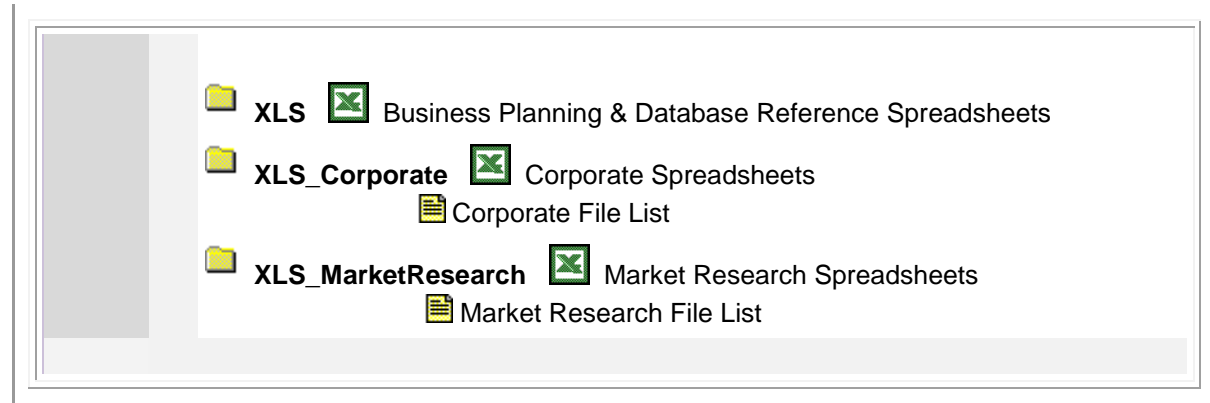 XLS Business Planning & Database Reference Spreadsheets
XLS_Corporate Corporate Spreadsheets
Corporate File List
XLS_MarketResearch Market Research Spreadsheets
Market Research File List